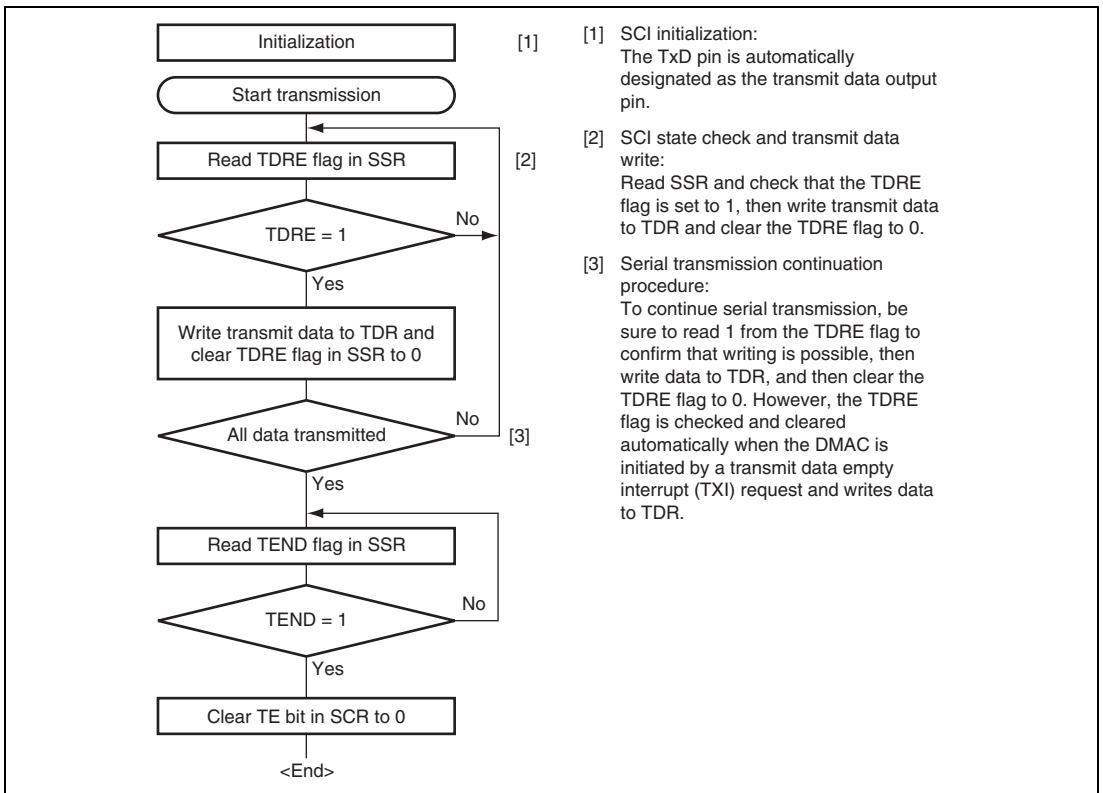 Initialization
[1]
Start transmission
Read TDRE flag in SSR
[2]
TDRE = 1
No
Yes
Write transmit data to TDR and
clear TDRE flag in SSR to 0
All data transmitted
No
[3]
Yes
Read TEND flag in SSR
TEND = 1
No
Yes
Clear TE bit in SCR to 0
<End>
[1] SCI initialization:
The TxD pin is automatically
designated as the transmit data output
pin.
[2] SCI state check and transmit data
write:
Read SSR and check that the TDRE
flag is set to 1, then write transmit data
to TDR and clear the TDRE flag to 0.
[3] Serial transmission continuation
procedure:
To continue serial transmission, be
sure to read 1 from the TDRE flag to
confirm that writing is possible, then
write data to TDR, and then clear the
TDRE flag to 0. However, the TDRE
flag is checked and cleared
automatically when the DMAC is
initiated by a transmit data empty
interrupt (TXI) request and writes data
to TDR.